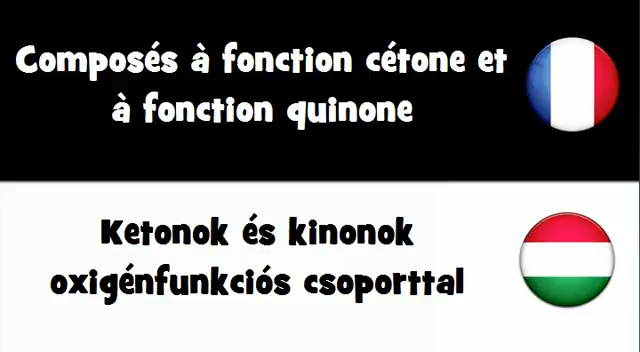 Composés à fonction cétone et
à fonction quinone
Ketonok és kinonok
oxigénfunkciós csoporttal